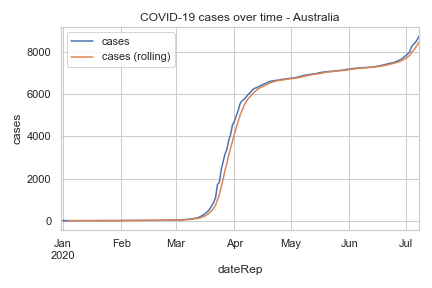 COVID-19 cases over time - Australia
cases
cases (rolling)
8000
6000
4000
2000
0
cases
Jan
2020
Feb
Mar
Apr
May
Jun
Jul
dateRep